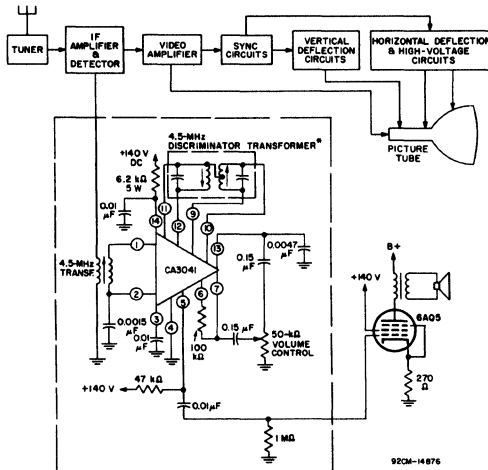 TUNER
IF
AMPLIFIER
&
DETECTOR
VIDEO
AMPLIFIER
SYNC
CIRCUITS
VERTICAL
DEFLECTION
CIRCUITS
HORIZONTAL DEFLECTION
& HIGH-VOLTAGE
CIRCUITS
PICTURE
TUBE
4.5-MHz
DISCRIMINATOR TRANSFORMER*
+140 V
DC
6.2 kΩ
5 W
0.01
µF
14
11
12
9
10
13
4.5-MHz
TRANSF.
1
2
CA3041
3
4
5
6
7
0.0047
µF
0.15
µF
0.0015
µF
0.01
µF
100
kΩ
0.15 µF
50-kΩ
VOLUME
CONTROL
+140 V
47 kΩ
0.01µF
1 MΩ
B+
+140 V
6AQ5
270
Ω
92CM-14876